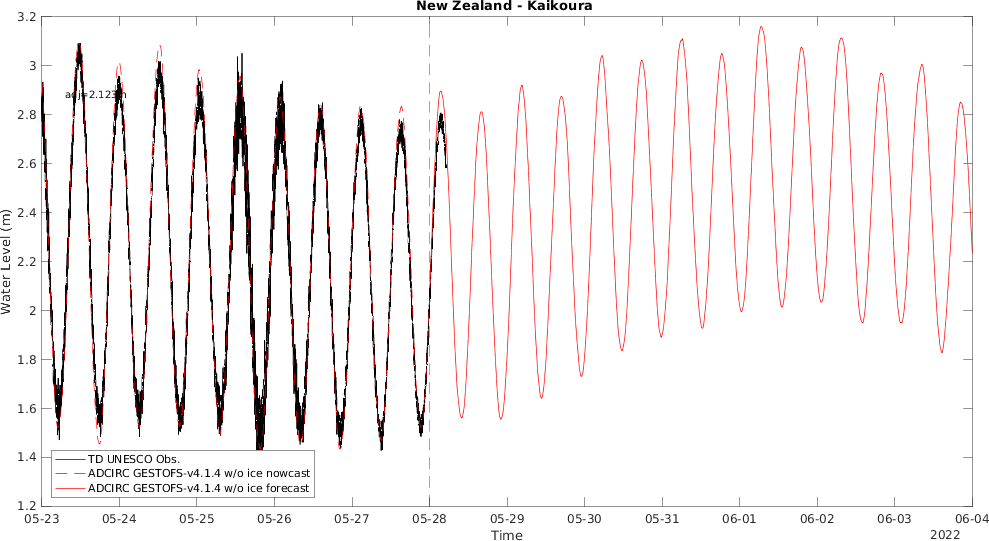 New Zealand - Kaikoura
3.2
3
2.8
2.6
2.4
2.2
2
1.8
1.6
1.4
1.2
Water Level (m)
adj=2.123m
TD UNESCO Obs.
ADCIRC GESTOFS-v4.1.4 w/o ice nowcast
ADCIRC GESTOFS-v4.1.4 w/o ice forecast
05-23 05-24 05-25 05-26 05-27 05-28 05-29 05-30 05-31 06-01 06-02 06-03 06-04
Time
2022